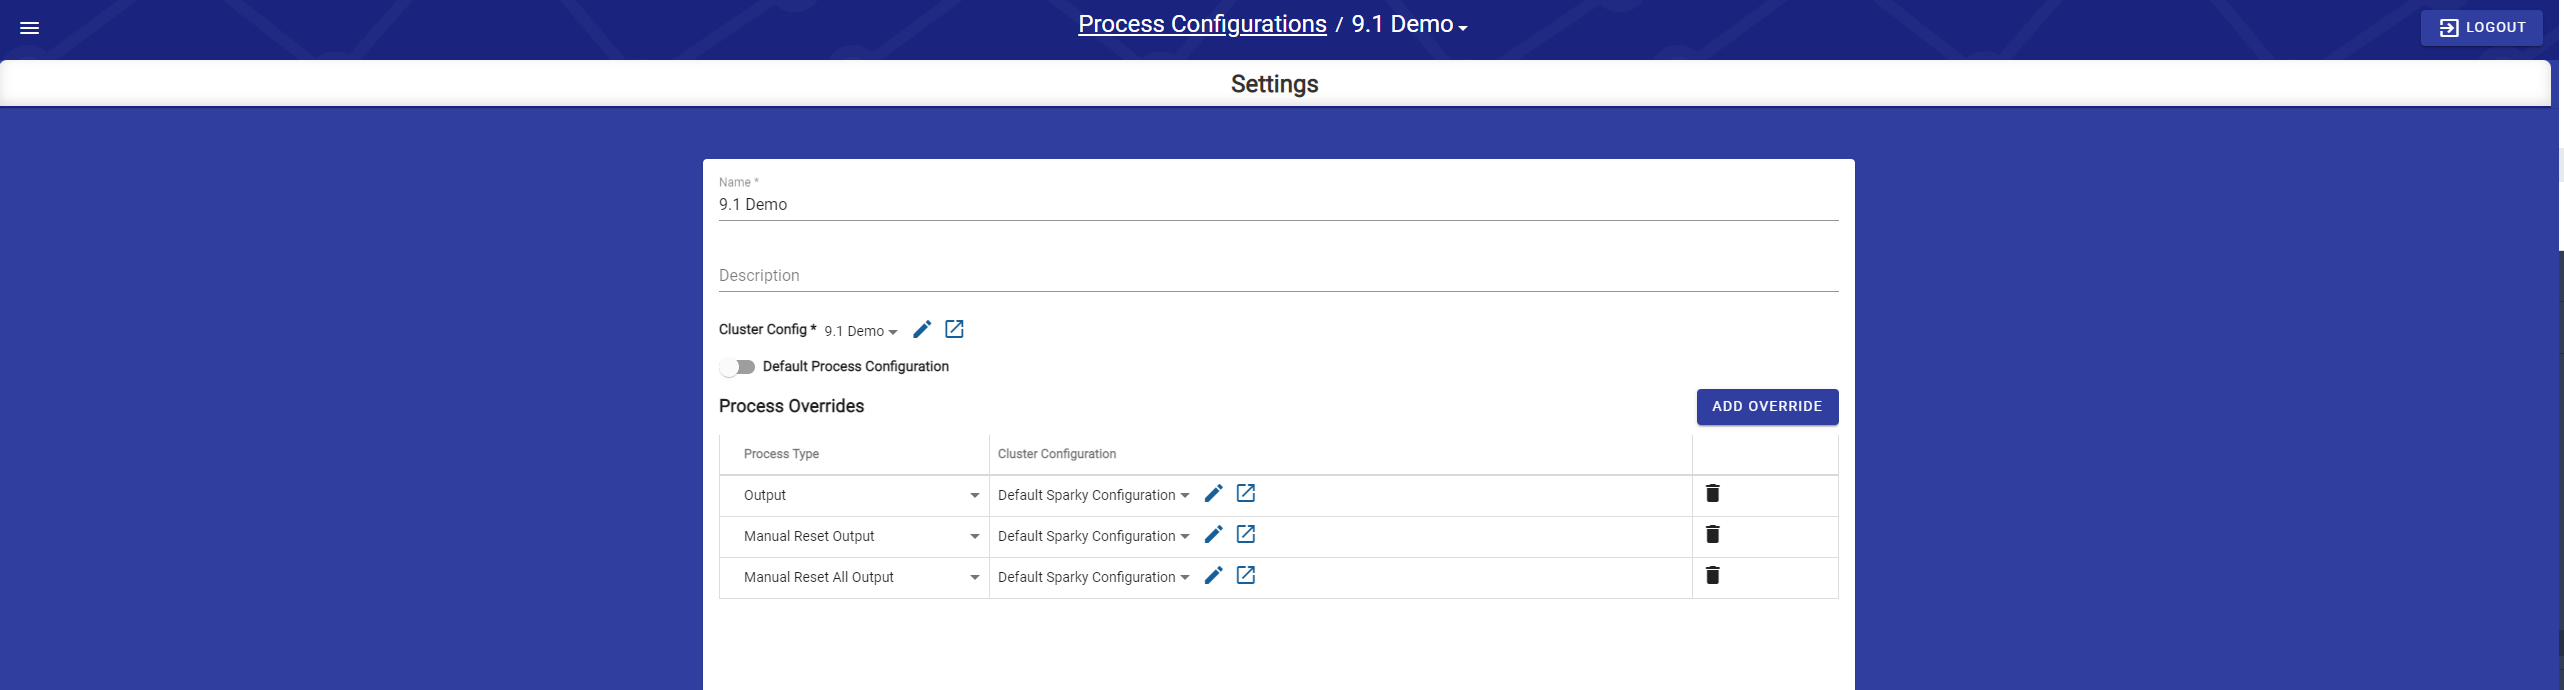 Process Configurations / 9.1 Demo
LOGOUT
Settings
Name *
9.1 Demo
Description
Cluster Config * 9.1 Demo
Default Process Configuration
Process Overrides
ADD OVERRIDE
Process Type Cluster Configuration
Output Default Sparky Configuration
Manual Reset Output Default Sparky Configuration
Manual Reset All Output Default Sparky Configuration